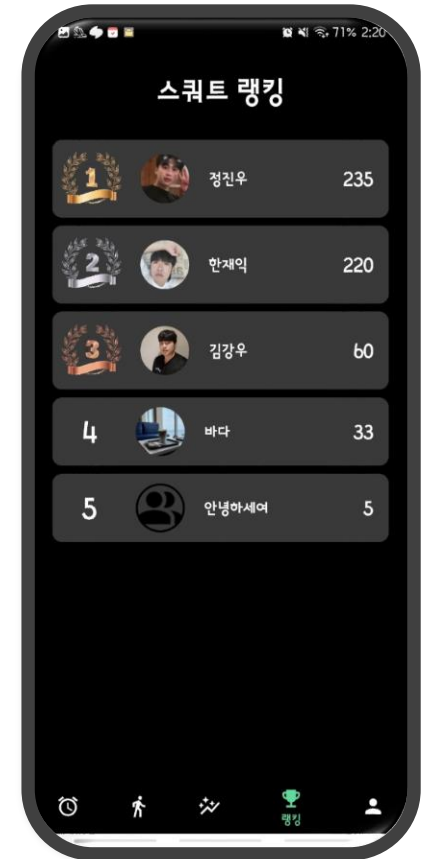 71% 2:20
스쿼트 랭킹
1 정진우 235
2 한재익 220
3 김강우 60
4 바다 33
5 안녕하세여 5
랭킹